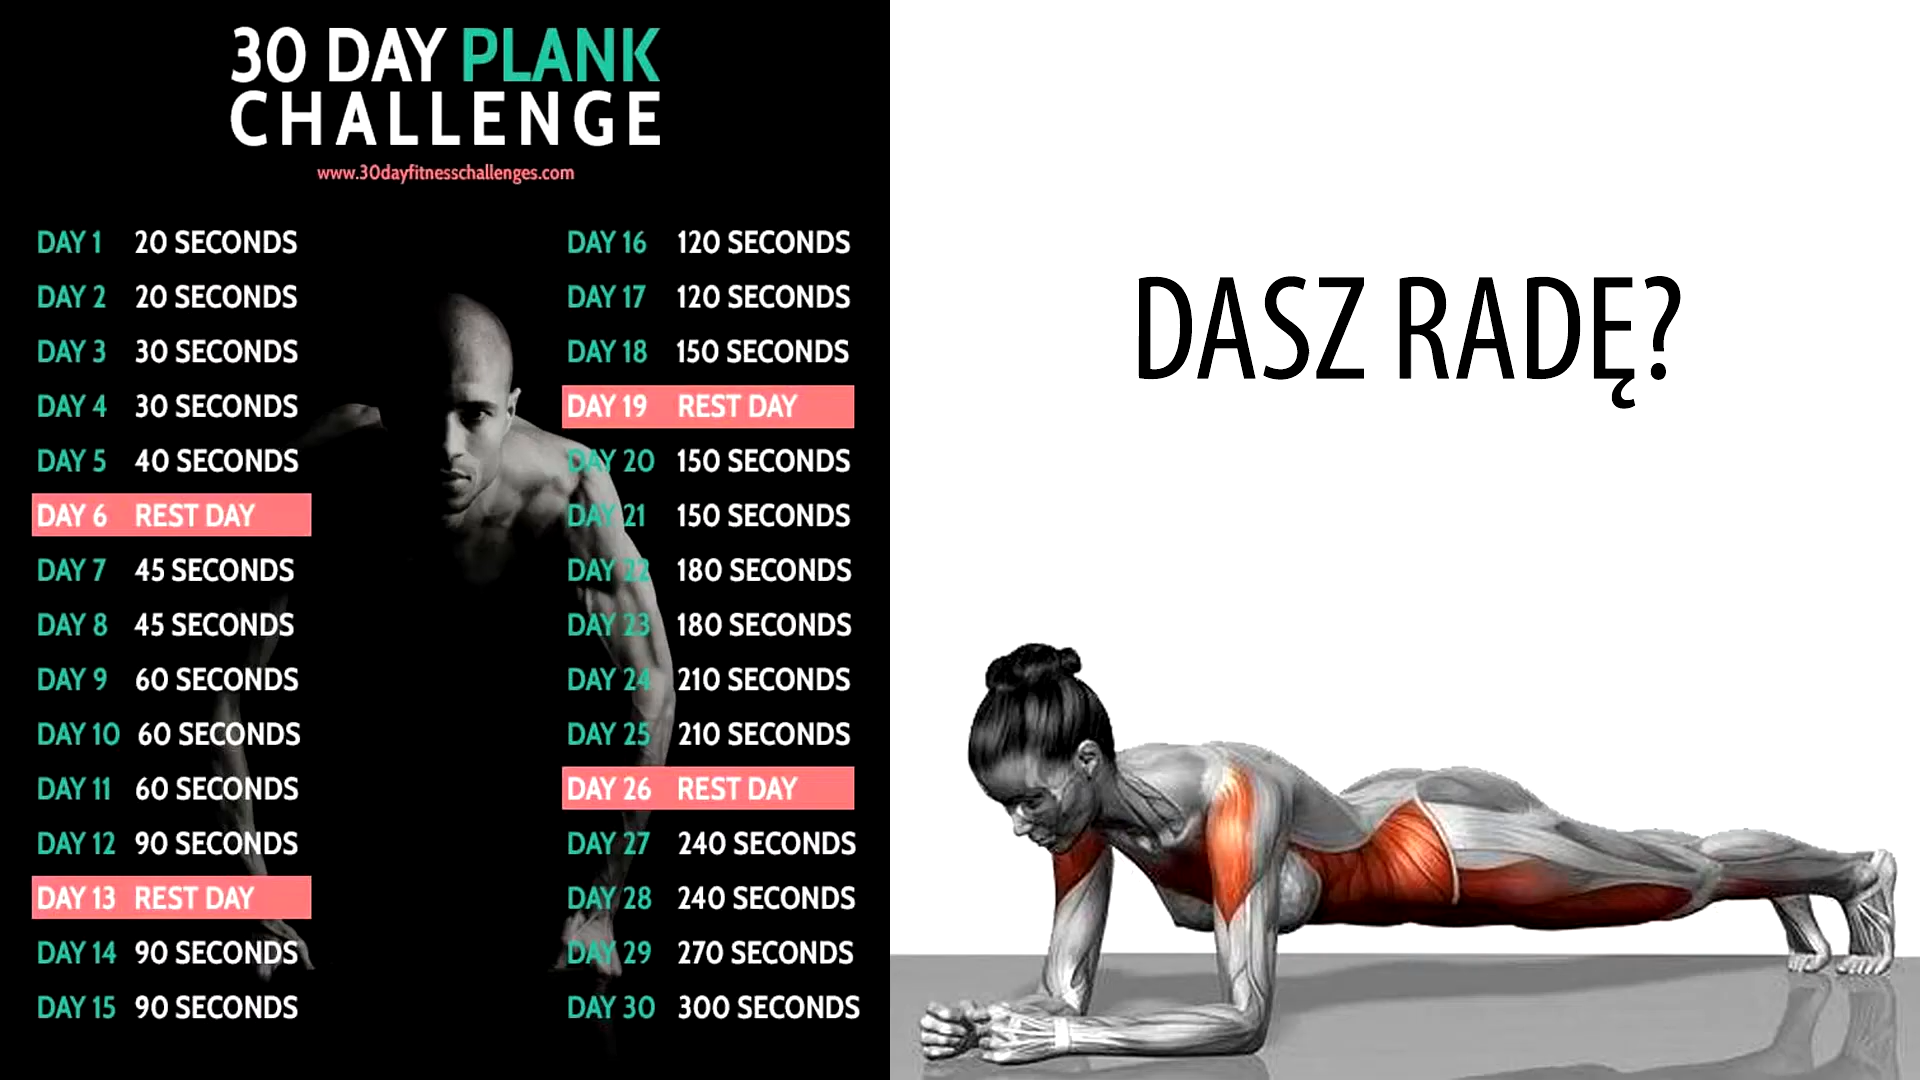 30 DAY PLANK
CHALLENGE
www.30dayfitnesschallenges.com
DAY 1 20 SECONDS
DAY 2 20 SECONDS
DAY 3 30 SECONDS
DAY 4 30 SECONDS
DAY 5 40 SECONDS
DAY 6 REST DAY
DAY 7 45 SECONDS
DAY 8 45 SECONDS
DAY 9 60 SECONDS
DAY 10 60 SECONDS
DAY 11 60 SECONDS
DAY 12 90 SECONDS
DAY 13 REST DAY
DAY 14 90 SECONDS
DAY 15 90 SECONDS
DAY 16 120 SECONDS
DAY 17 120 SECONDS
DAY 18 150 SECONDS
DAY 19 REST DAY
DAY 20 150 SECONDS
DAY 21 150 SECONDS
DAY 22 180 SECONDS
DAY 23 180 SECONDS
DAY 24 210 SECONDS
DAY 25 210 SECONDS
DAY 26 REST DAY
DAY 27 240 SECONDS
DAY 28 240 SECONDS
DAY 29 270 SECONDS
DAY 30 300 SECONDS
DASZ RADĘ?